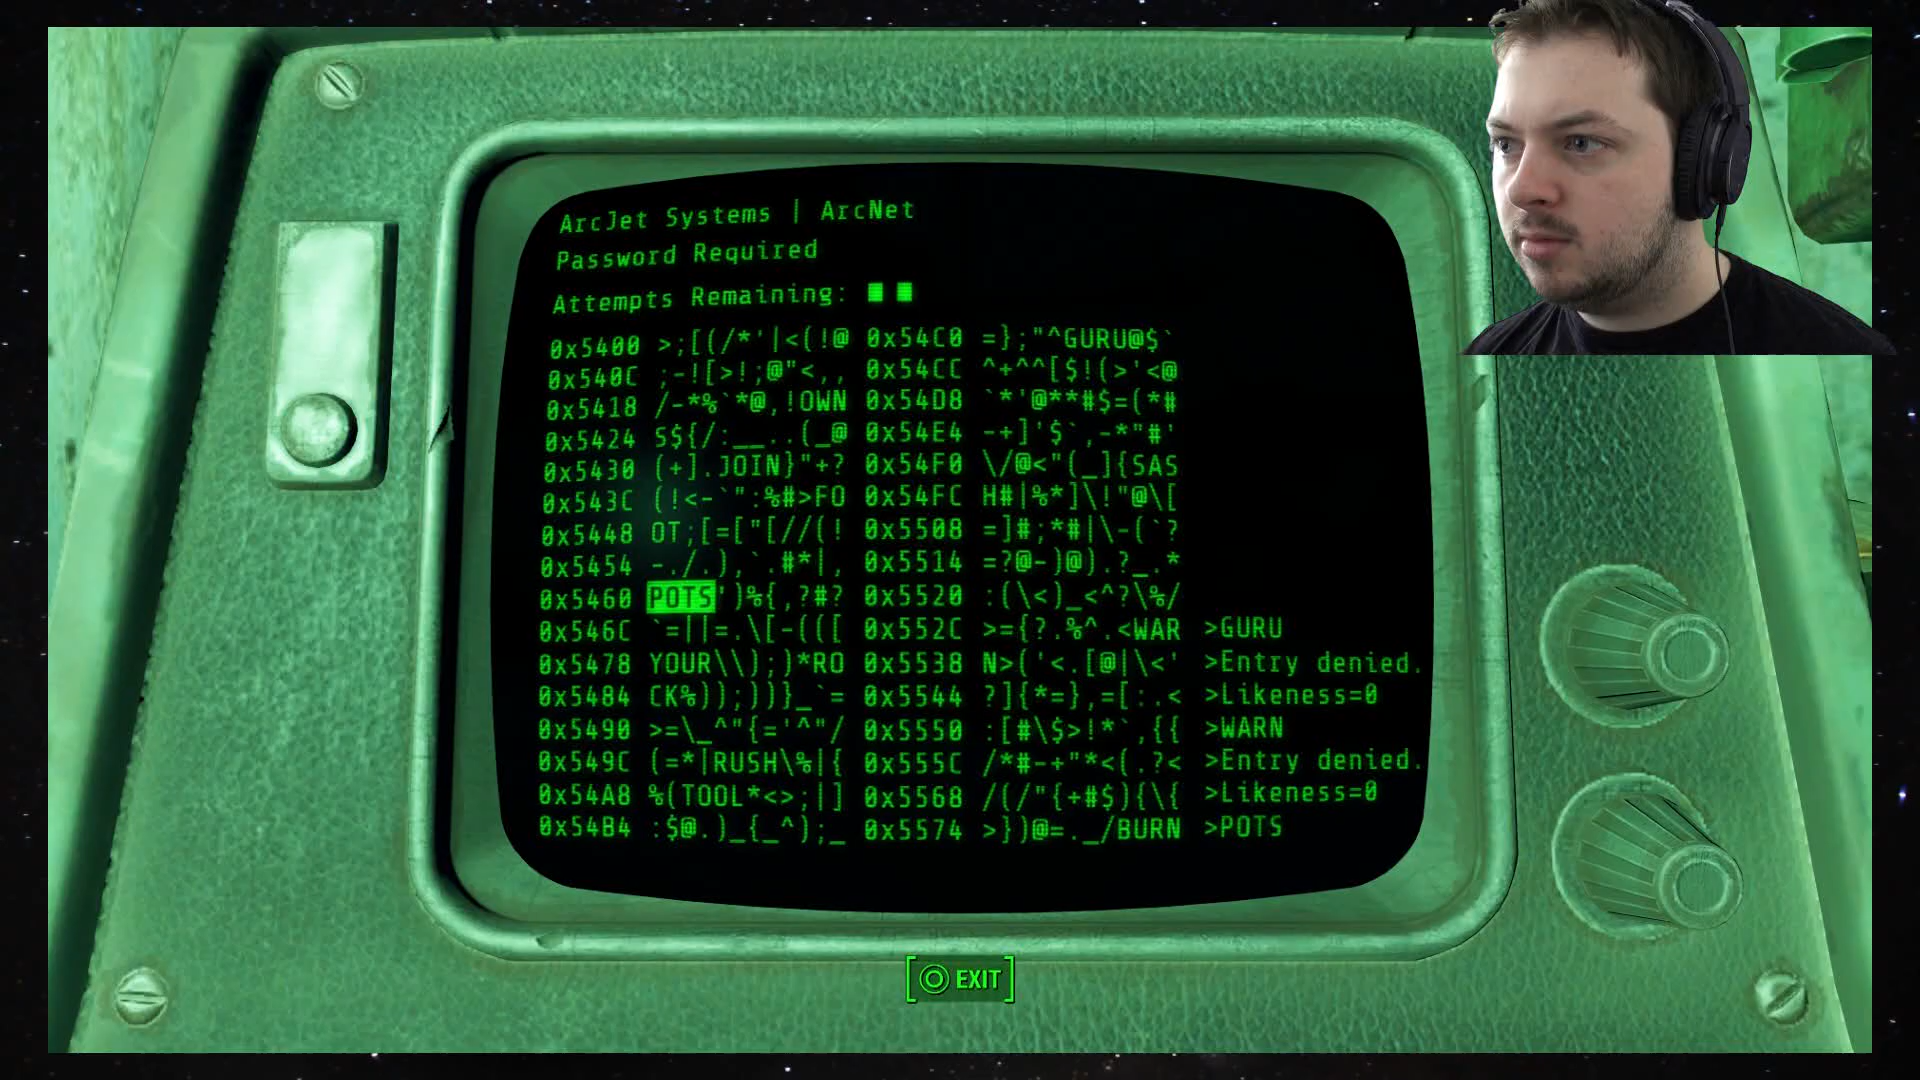 ArcJet Systems | ArcNet
Password Required
Attempts Remaining: ■ ■
0x5400 >;[(/*'|<(!@ 0x54C0 =};"^GURU@$`
0x540C ;-![>!;@"<,, 0x54CC ^+^^[$!(>'<@
0x5418 /-*%`*@,!OWN 0x54D8 `*'@**#$=(*#
0x5424 S${/:__..(_@ 0x54E4 -+]'$`,-*"#'
0x5430 (+].JOIN}"+? 0x54F0 \/@<"(_]{SAS
0x543C (!<-`":%#>FO 0x54FC H#|%*]\!"@\[
0x5448 OT;[=["[//(! 0x5508 =]#;*#|\-(`?
0x5454 -./.),`.#*|, 0x5514 =?@-)@).?_.*
0x5460 POTS')%{,?#? 0x5520 :(\<)_<^?\%/
0x546C `=||=.\[-(([ 0x552C >={?.%^.<WAR >GURU
0x5478 YOUR\\);)*RO 0x5538 N>('<.[@|\<' >Entry denied.
0x5484 CK%));))}_`= 0x5544 ?]{*=},=[:.< >Likeness=0
0x5490 >=\_^"{='^"/ 0x5550 :[#\$>!*`,{{ >WARN
0x549C (=*|RUSH\%|{ 0x555C /*#-+"*<(.?< >Entry denied.
0x54A8 %(TOOL*<>;|] 0x5568 /(/"{+#$){\{ >Likeness=0
0x54B4 :$@.)_{_^);_ 0x5574 >})@=._/BURN >POTS
EXIT